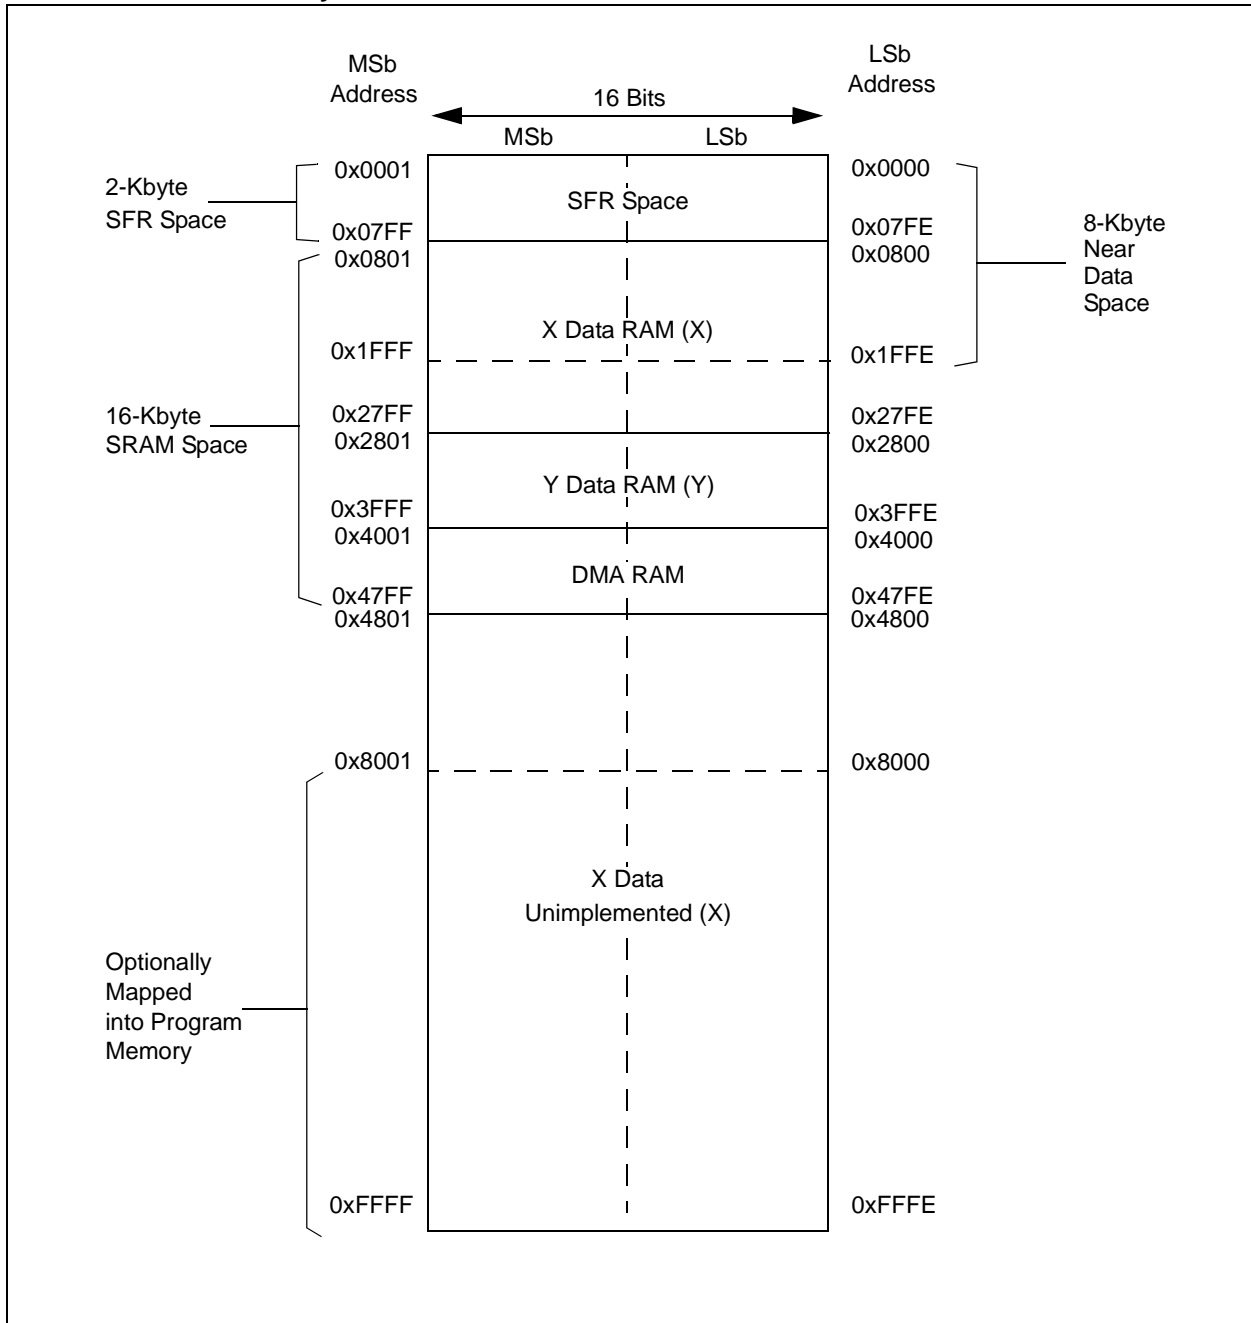 MSb
Address
LSb
Address
16 Bits
MSb
LSb
0x0001
0x0000
2-Kbyte
SFR Space
SFR Space
0x07FF
0x07FE
0x0801
0x0800
8-Kbyte
Near
Data
Space
X Data RAM (X)
0x1FFF
0x1FFE
16-Kbyte
SRAM Space
0x27FF
0x27FE
0x2801
0x2800
Y Data RAM (Y)
0x3FFF
0x3FFE
0x4001
0x4000
DMA RAM
0x47FF
0x47FE
0x4801
0x4800
0x8001
0x8000
X Data
Unimplemented (X)
Optionally
Mapped
into Program
Memory
0xFFFF
0xFFFE